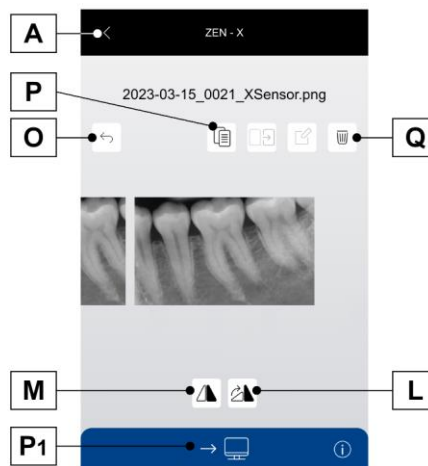 A
ZEN - X
P
2023-03-15_0021_XSensor.png
O
Q
M
L
P1